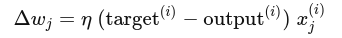 Δw_j = η (target^(i) − output^(i)) x_j^(i)